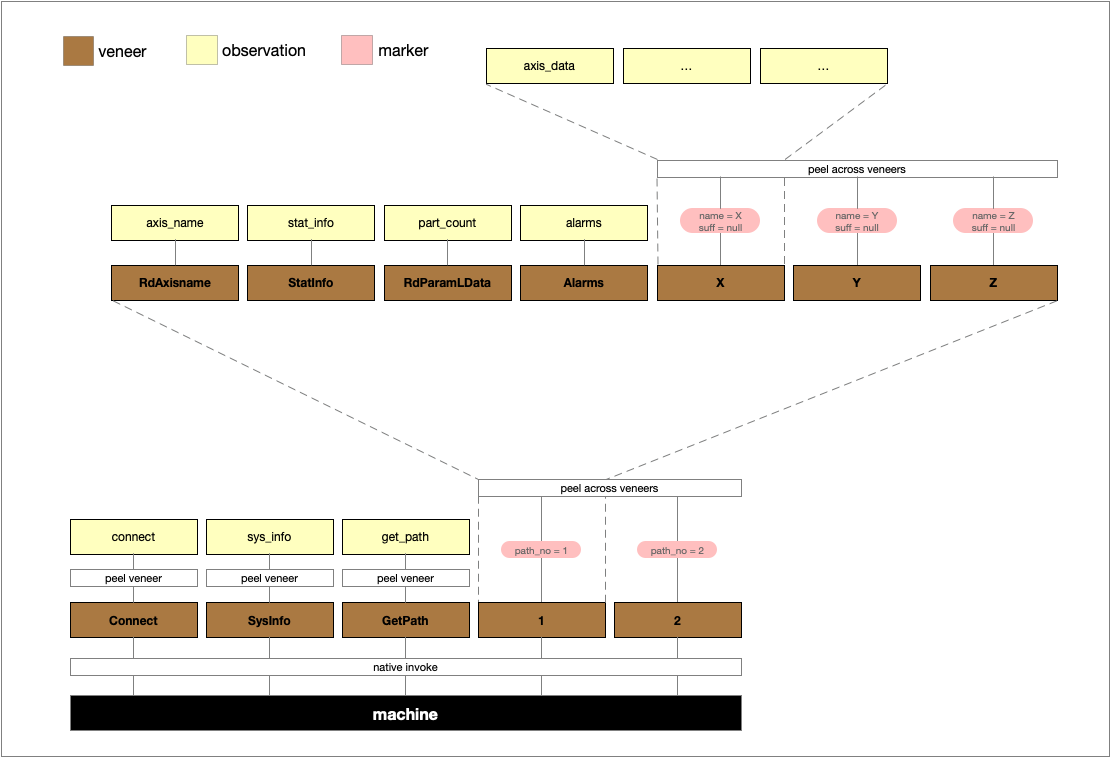 veneer
observation
marker
axis_data
...
...
peel across veneers
axis_name
stat_info
part_count
alarms
name = X
suff = null
name = Y
suff = null
name = Z
suff = null
RdAxisname
StatInfo
RdParamLData
Alarms
X
Y
Z
peel across veneers
connect
sys_info
get_path
path_no = 1
path_no = 2
peel veneer
peel veneer
peel veneer
Connect
SysInfo
GetPath
1
2
native invoke
machine